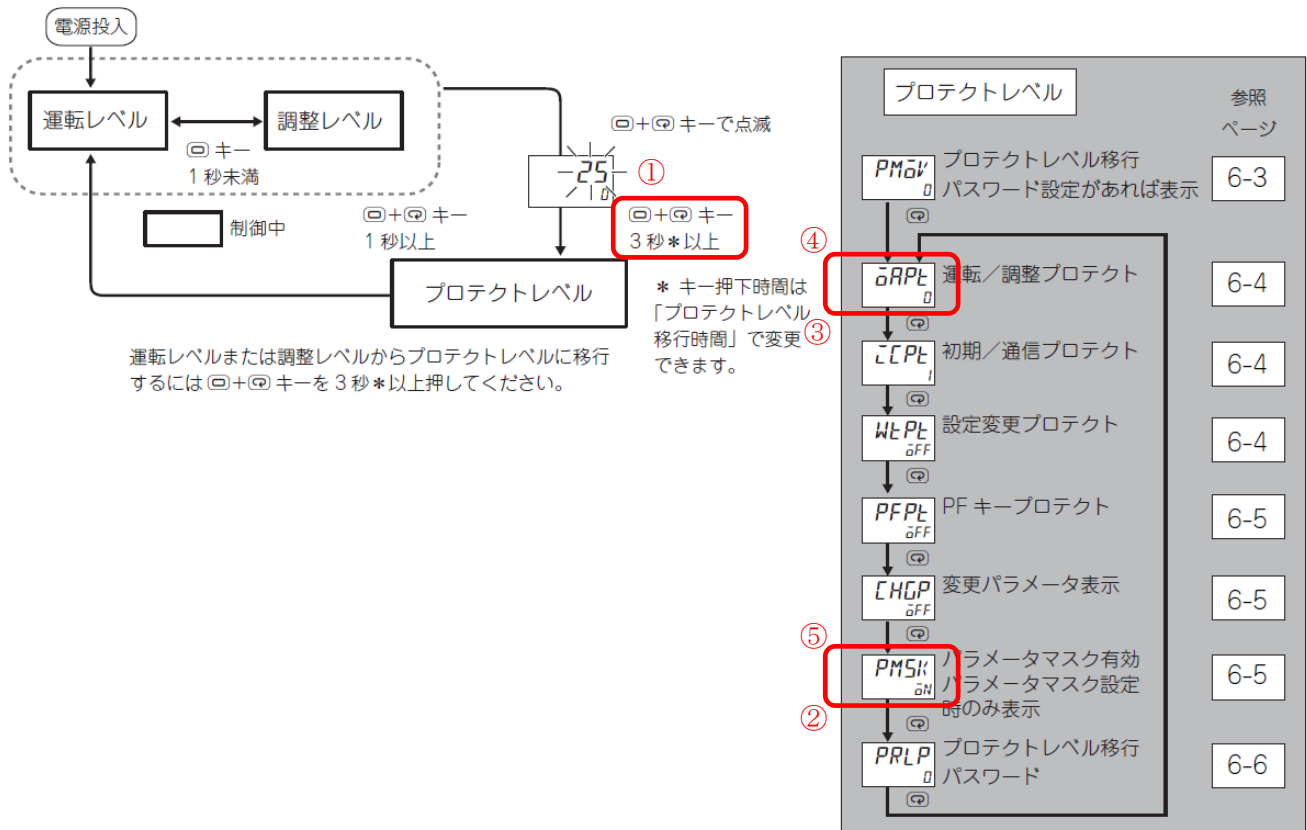 電源投入
運転レベル
調整レベル
キー
1秒未満
制御中
＋キーで点滅
25
0
①
＋キー
3秒＊以上
＋キー
1秒以上
プロテクトレベル
＊ キー押下時間は
「プロテクトレベル
移行時間」で変更
できます。
運転レベルまたは調整レベルからプロテクトレベルに移行
するには＋キーを3秒＊以上押してください。
プロテクトレベル
参照
ページ
PMoV
0
プロテクトレベル移行
パスワード設定があれば表示
6-3
④
oAPt
0
運転／調整プロテクト
6-4
③
iCPt
1
初期／通信プロテクト
6-4
WtPt
oFF
設定変更プロテクト
6-4
PFPt
oFF
PFキープロテクト
6-5
CHGP
oFF
変更パラメータ表示
6-5
⑤
PMSK
oN
パラメータマスク有効
パラメータマスク設定
時のみ表示
6-5
②
PRLP
0
プロテクトレベル移行
パスワード
6-6